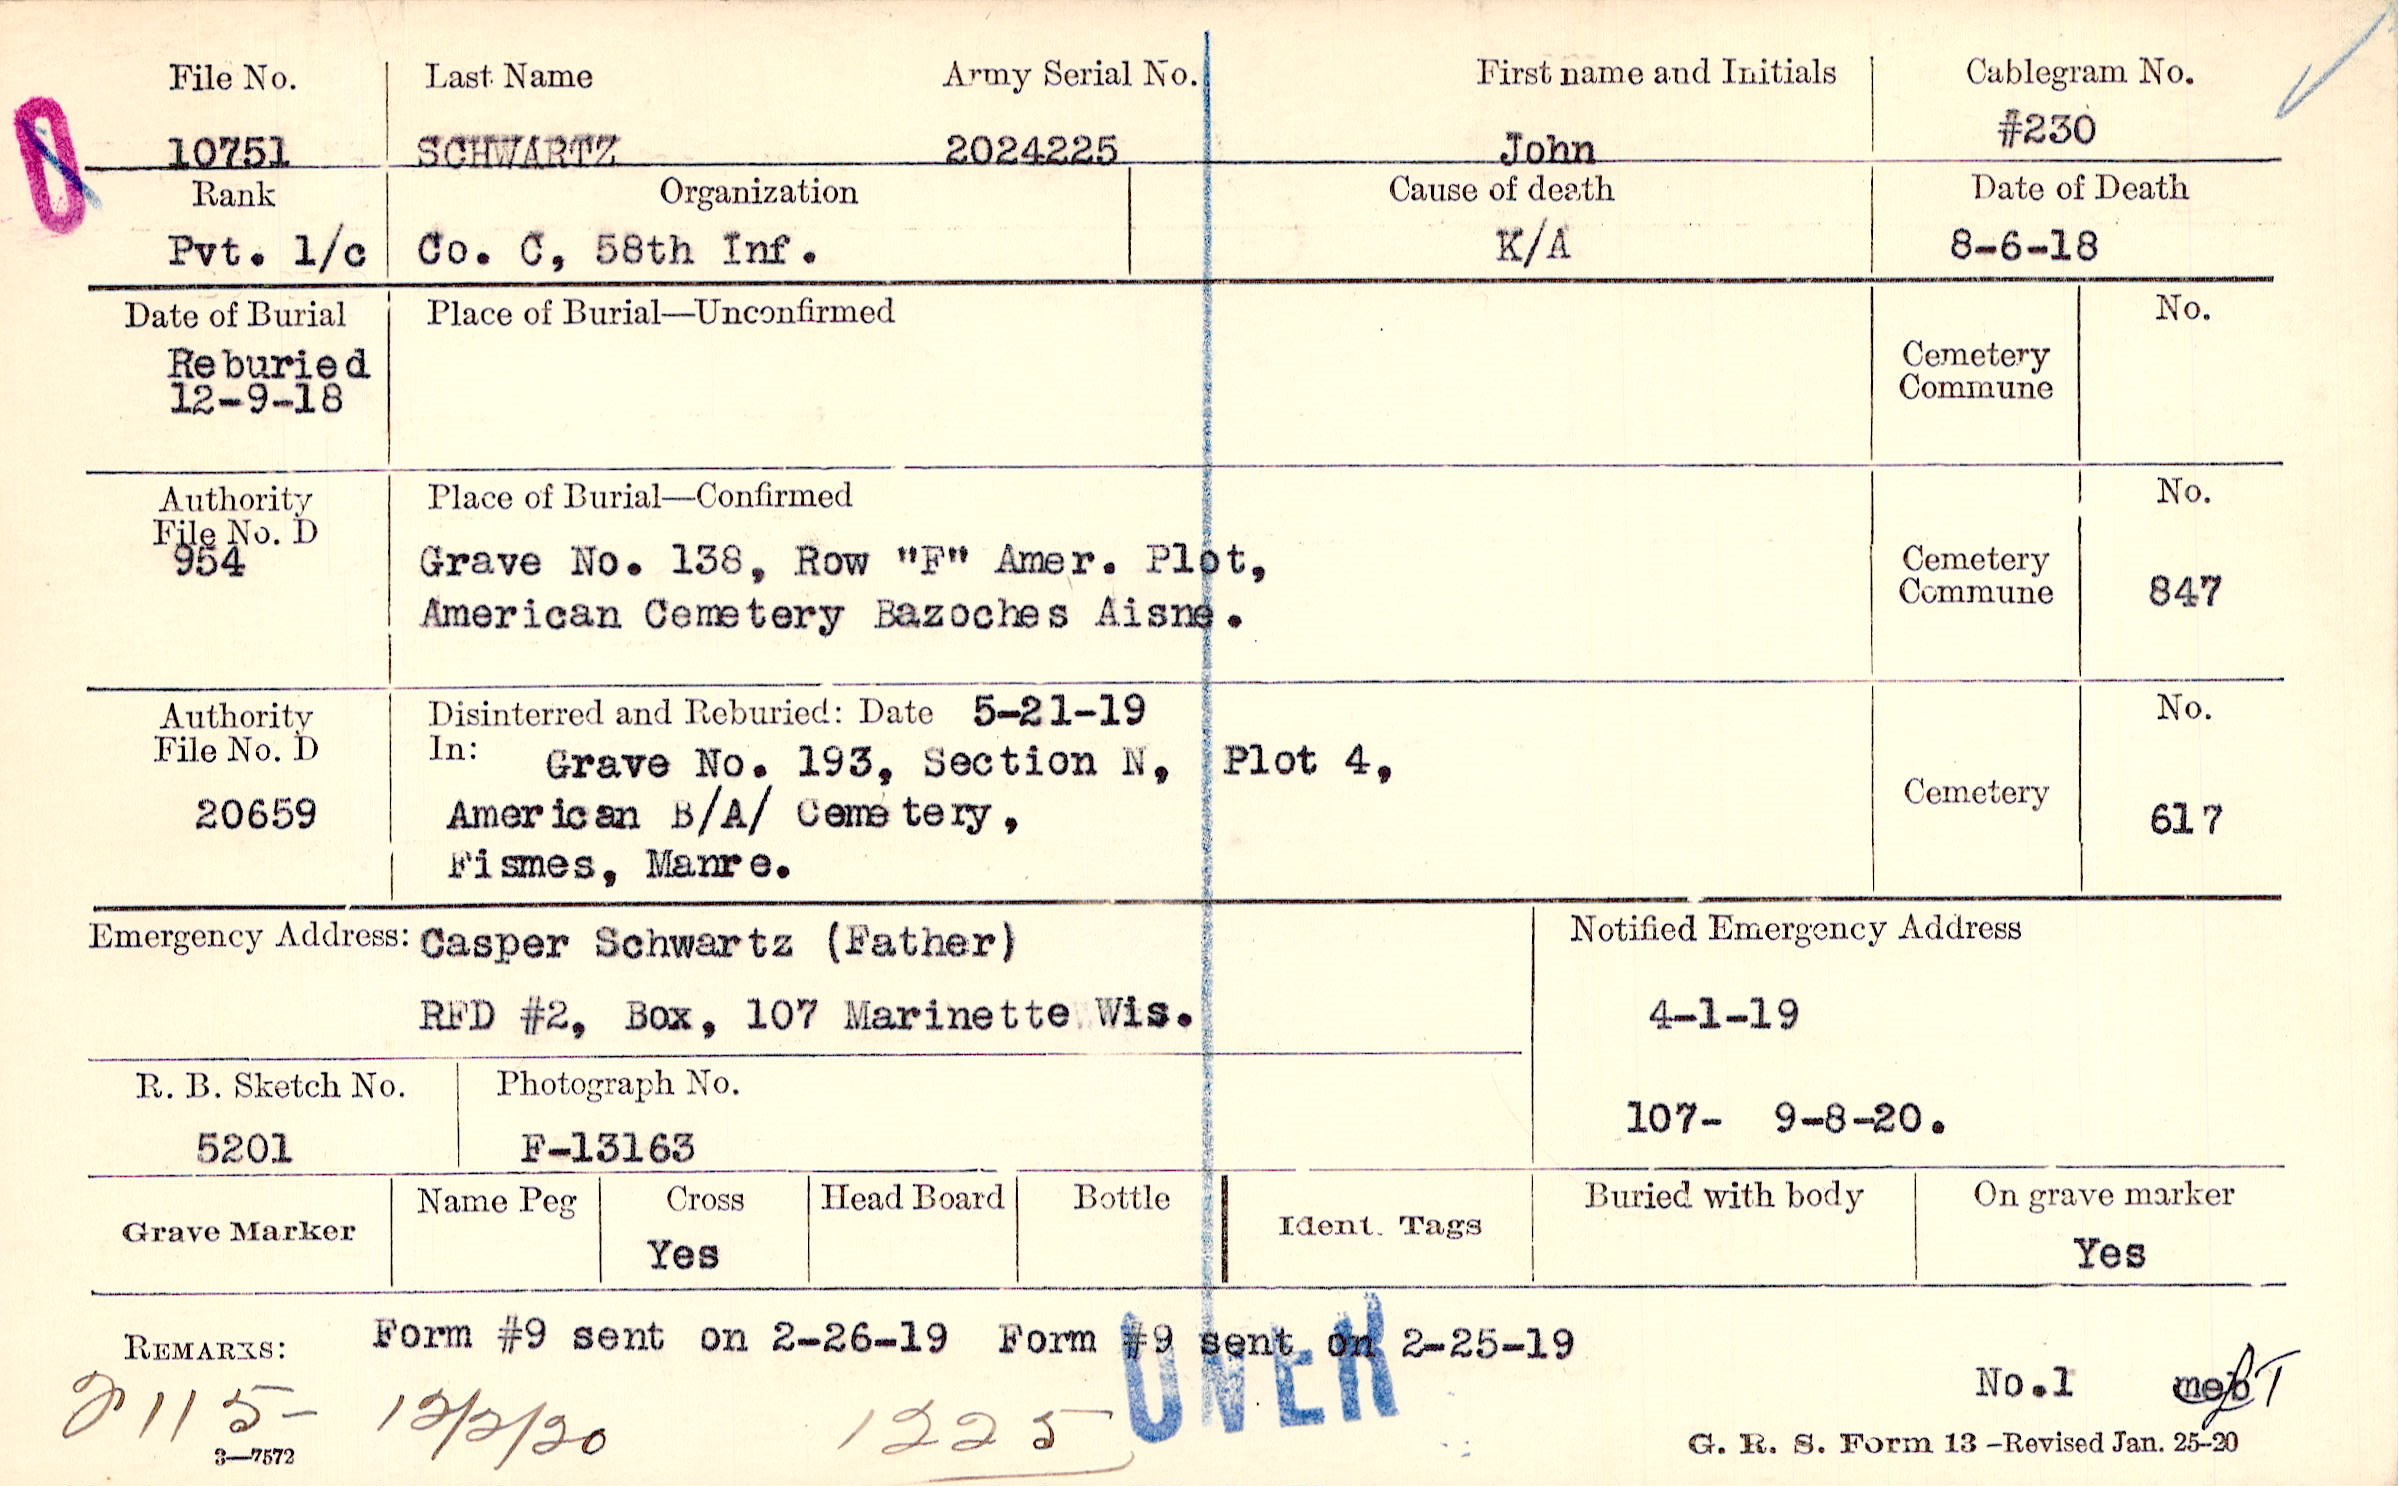 File No. Last Name Army Serial No. First name and Initials Cablegram No.
10751 SCHWARTZ 2024225 John #230
Rank Organization Cause of death Date of Death
Pvt. 1/c Co. C, 58th Inf. K/A 8-6-18
Date of Burial Place of Burial—Unconfirmed No.
Reburied
12-9-18
Cemetery
Commune
Authority Place of Burial—Confirmed No.
File No. D
954
Grave No. 138, Row "F" Amer. Plot,
American Cemetery Bazoches Aisne.
Cemetery
Commune
847
Authority Disinterred and Reburied: Date 5-21-19 No.
File No. D In: Grave No. 193, Section N, Plot 4,
20659 American B/A/ Cemetery,
Fismes, Manre.
Cemetery
617
Emergency Address: Casper Schwartz (Father) Notified Emergency Address
RFD #2, Box, 107 Marinette Wis. 4-1-19
R. B. Sketch No. Photograph No. 107- 9-8-20.
5201 F-13163
Grave Marker Name Peg Cross Head Board Bottle Ident. Tags Buried with body On grave marker
Yes Yes
REMARKS: Form #9 sent on 2-26-19 Form #9 sent on 2-25-19
OVER
No.1
115- 12/2/20 1225
3—7572 G. R. S. Form 13 -Revised Jan. 25-20